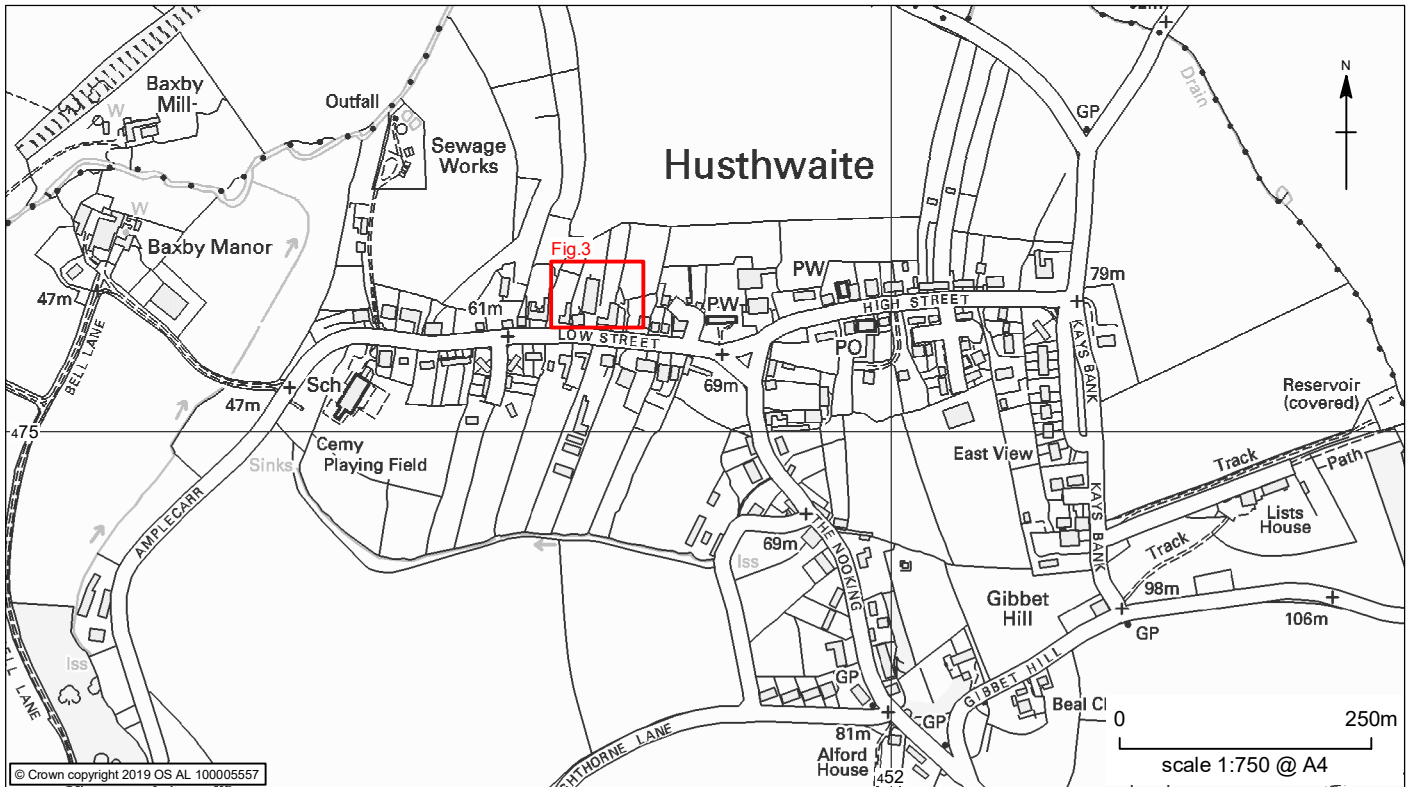 Baxby
Mill-
W
Outfall
Sewage
Works
Husthwaite
GP
Drain
N
W
Baxby Manor
47m
Fig.3
61m
PW
PW
79m
HIGH STREET
LOW STREET
PO
KAYS BANK
BELL LANE
69m
Sch
47m
Reservoir
(covered)
475
Cemy
Playing Field
Sinks
East View
Track
Path
AMPLECARR
KAYS BANK
Lists
House
69m
THE NOOKING
Iss
Track
98m
Gibbet
Hill
106m
GP
Iss
GP
GIBBET HILL
Beal
GP
81m
Alford
House
452
LANE
0 250m
scale 1:750 @ A4
© Crown copyright 2019 OS AL 100005557